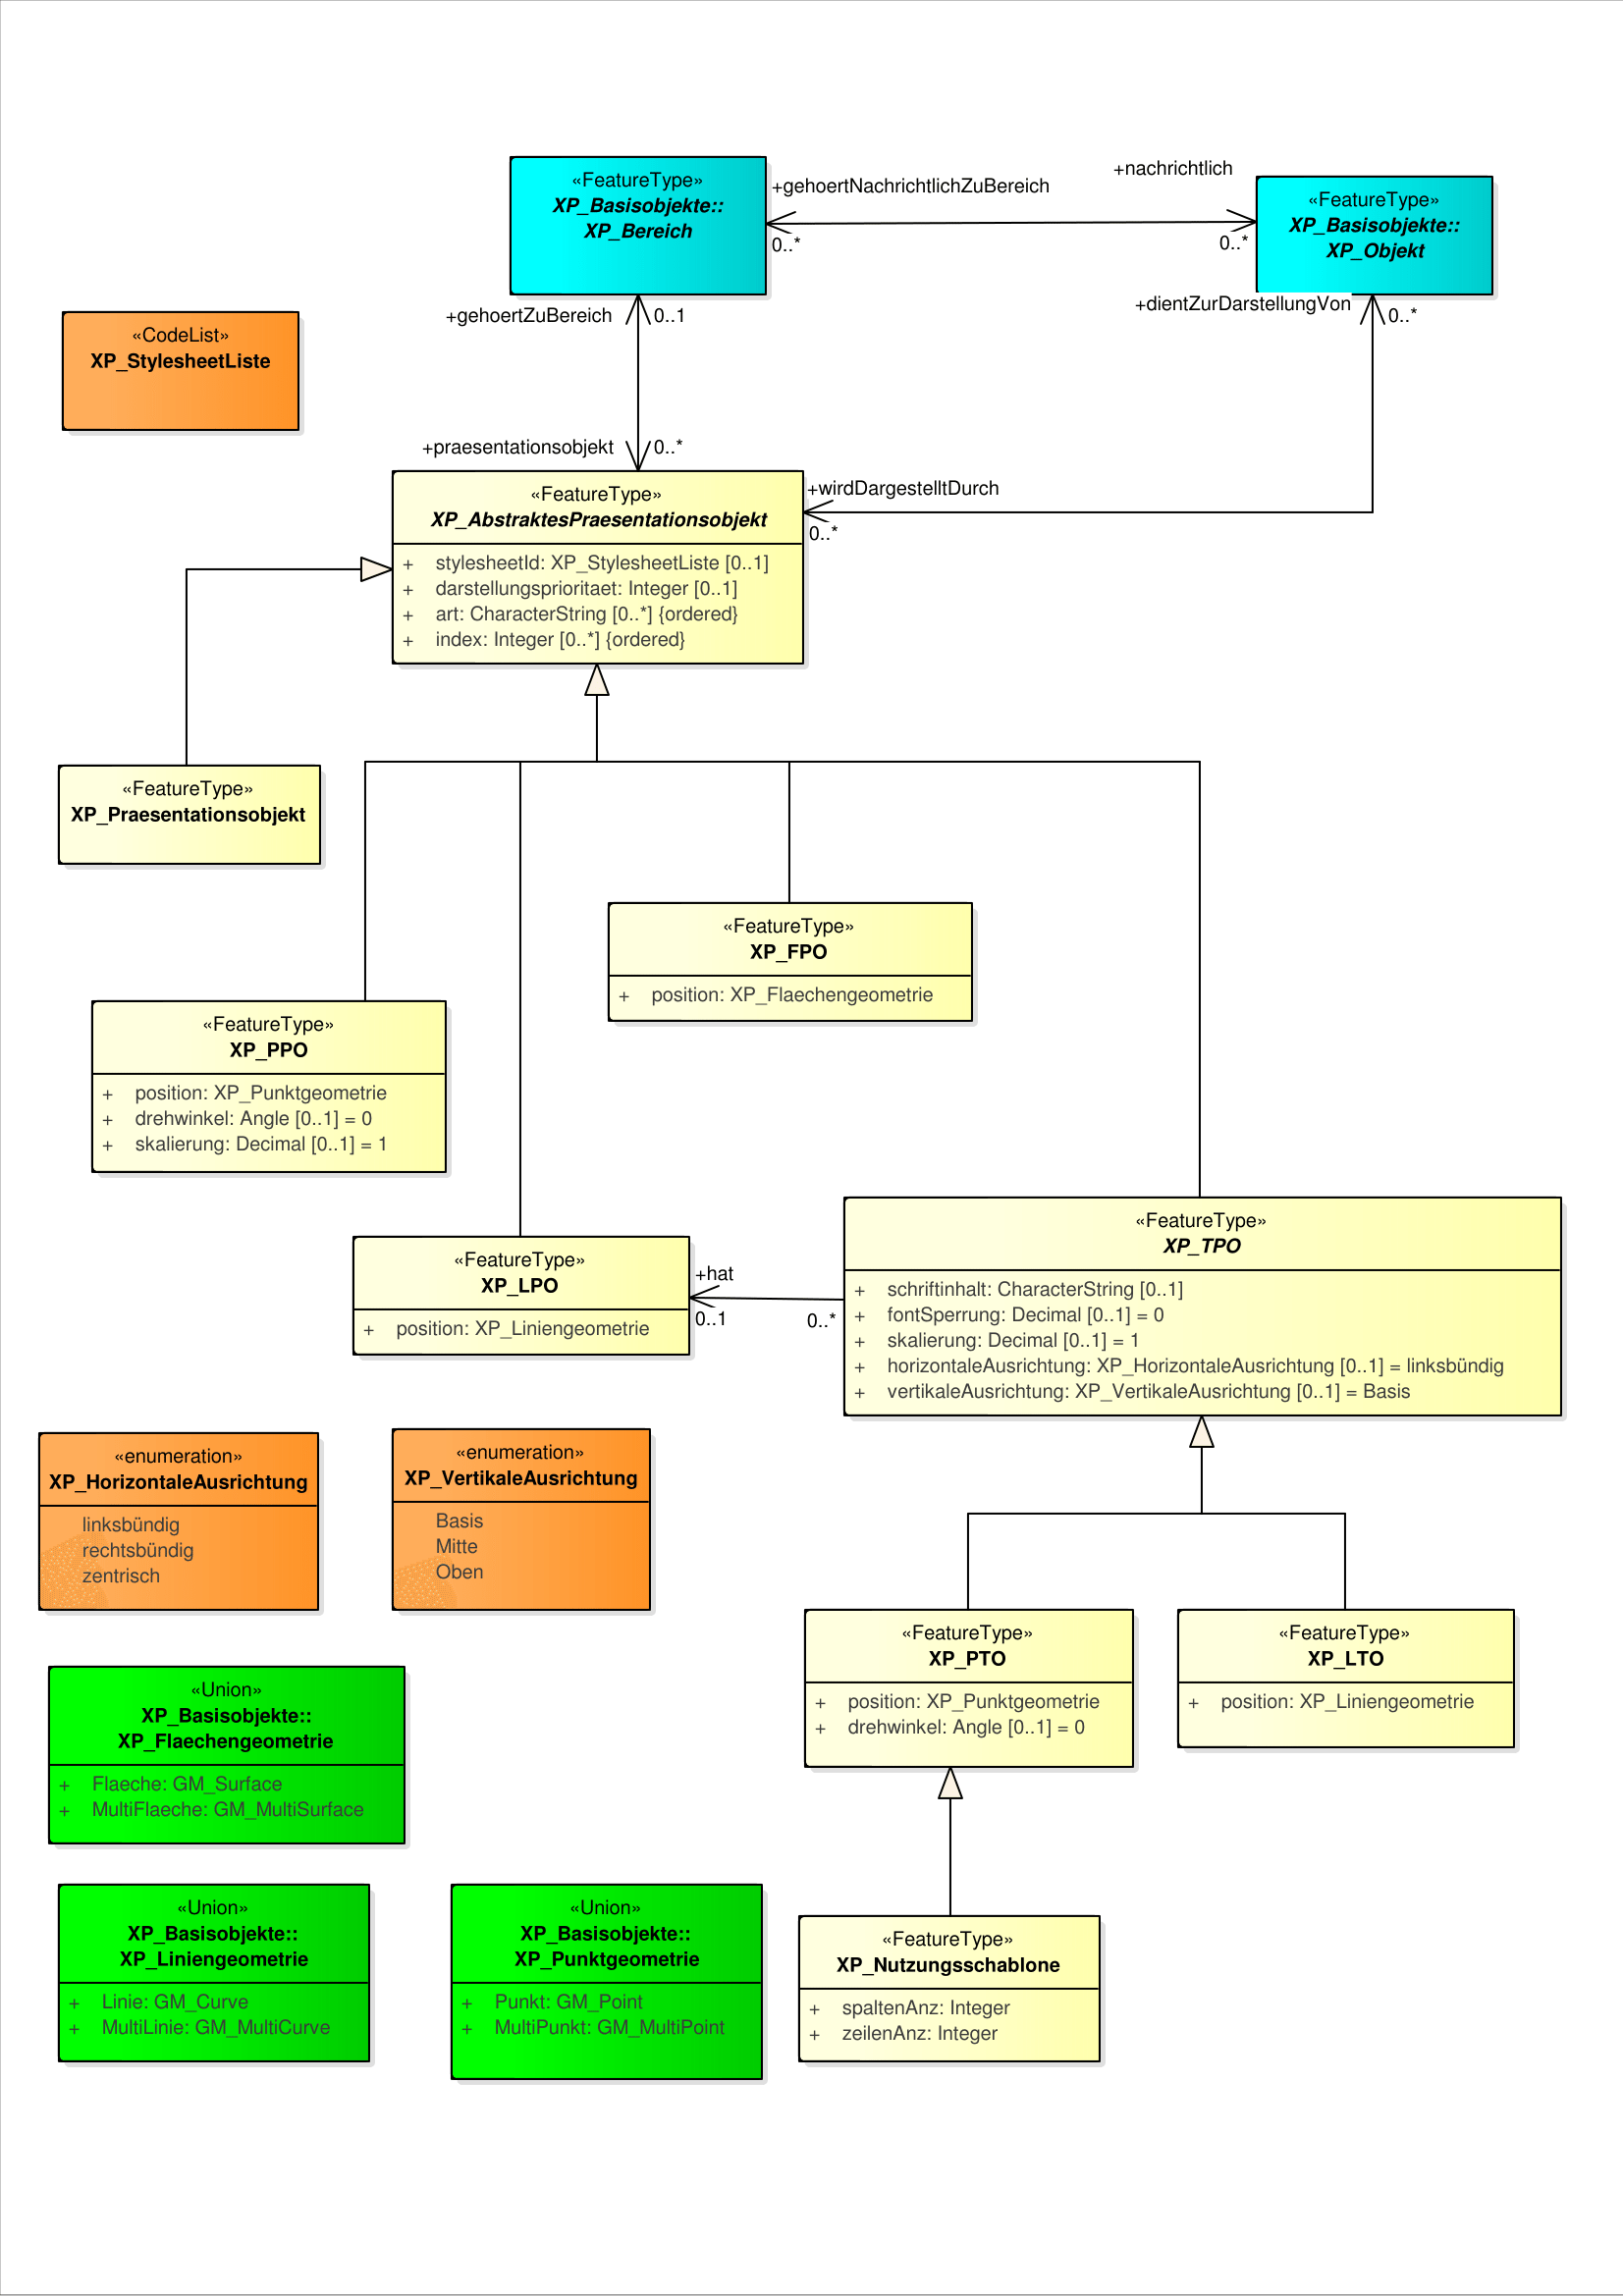 «FeatureType»
XP_Basisobjekte::
XP_Bereich
+gehoertNachrichtlichZuBereich
0..*
+nachrichtlich
0..*
«FeatureType»
XP_Basisobjekte::
XP_Objekt
+dientZurDarstellungVon
0..*
+gehoertZuBereich
0..1
«CodeList»
XP_StylesheetListe
+praesentationsobjekt
0..*
«FeatureType»
XP_AbstraktesPraesentationsobjekt
+ stylesheetId: XP_StylesheetListe [0..1]
+ darstellungsprioritaet: Integer [0..1]
+ art: CharacterString [0..*] {ordered}
+ index: Integer [0..*] {ordered}
+wirdDargestelltDurch
0..*
«FeatureType»
XP_Praesentationsobjekt
«FeatureType»
XP_FPO
+ position: XP_Flaechengeometrie
«FeatureType»
XP_PPO
+ position: XP_Punktgeometrie
+ drehwinkel: Angle [0..1] = 0
+ skalierung: Decimal [0..1] = 1
«FeatureType»
XP_LPO
+ position: XP_Liniengeometrie
+hat
0..1
0..*
«FeatureType»
XP_TPO
+ schriftinhalt: CharacterString [0..1]
+ fontSperrung: Decimal [0..1] = 0
+ skalierung: Decimal [0..1] = 1
+ horizontaleAusrichtung: XP_HorizontaleAusrichtung [0..1] = linksbündig
+ vertikaleAusrichtung: XP_VertikaleAusrichtung [0..1] = Basis
«enumeration»
XP_HorizontaleAusrichtung
linksbündig
rechtsbündig
zentrisch
«enumeration»
XP_VertikaleAusrichtung
Basis
Mitte
Oben
«FeatureType»
XP_PTO
+ position: XP_Punktgeometrie
+ drehwinkel: Angle [0..1] = 0
«FeatureType»
XP_LTO
+ position: XP_Liniengeometrie
«Union»
XP_Basisobjekte::
XP_Flaechengeometrie
+ Flaeche: GM_Surface
+ MultiFlaeche: GM_MultiSurface
«Union»
XP_Basisobjekte::
XP_Liniengeometrie
+ Linie: GM_Curve
+ MultiLinie: GM_MultiCurve
«Union»
XP_Basisobjekte::
XP_Punktgeometrie
+ Punkt: GM_Point
+ MultiPunkt: GM_MultiPoint
«FeatureType»
XP_Nutzungsschablone
+ spaltenAnz: Integer
+ zeilenAnz: Integer